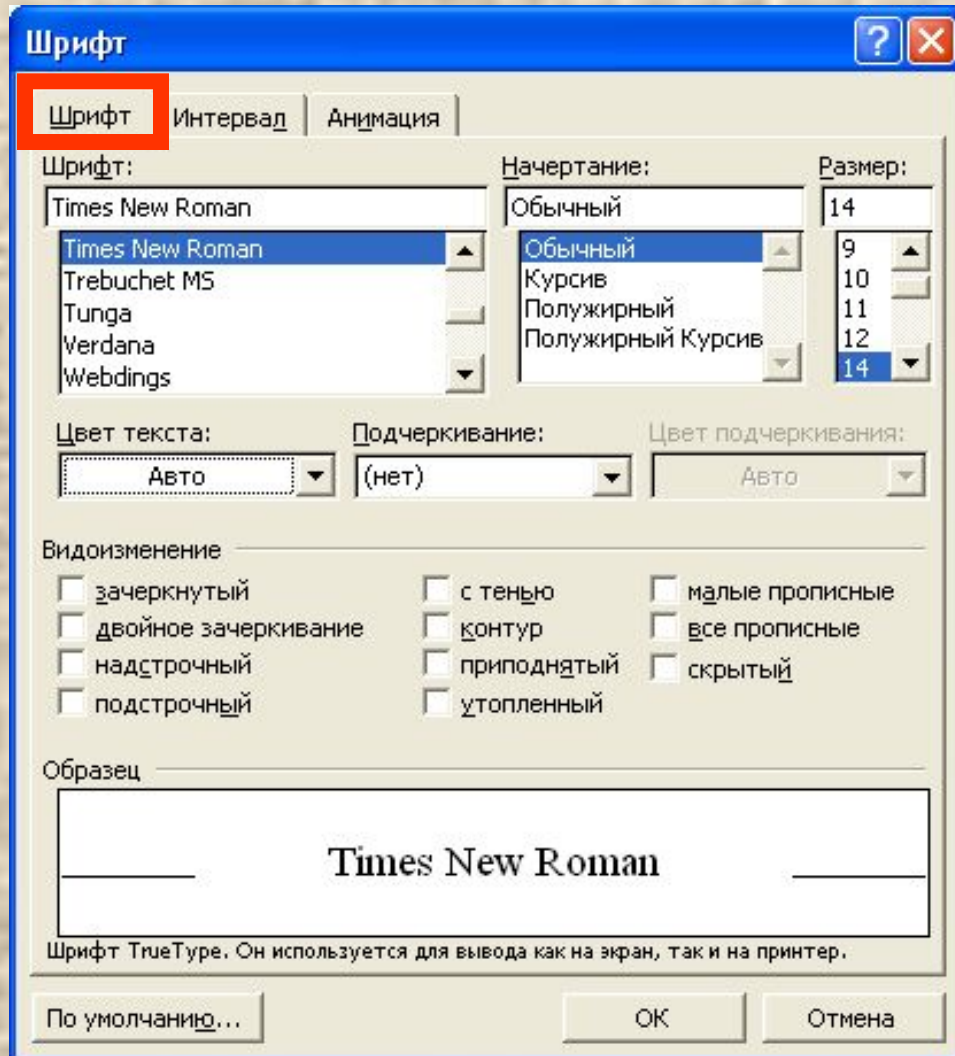 Шрифт
Шрифт Интервал Анимация
Шрифт: Начертание: Размер:
Times New Roman Обычный 14
Times New Roman Обычный 9
Trebuchet MS Курсив 10
Tunga Полужирный 11
Verdana Полужирный Курсив 12
Webdings 14
Цвет текста: Подчеркивание: Цвет подчеркивания:
Авто (нет) Авто
Видоизменение
зачеркнутый с тенью малые прописные
двойное зачеркивание контур все прописные
надстрочный приподнятый скрытый
подстрочный утопленный
Образец
Times New Roman
Шрифт TrueType. Он используется для вывода как на экран, так и на принтер.
По умолчанию... ОК Отмена